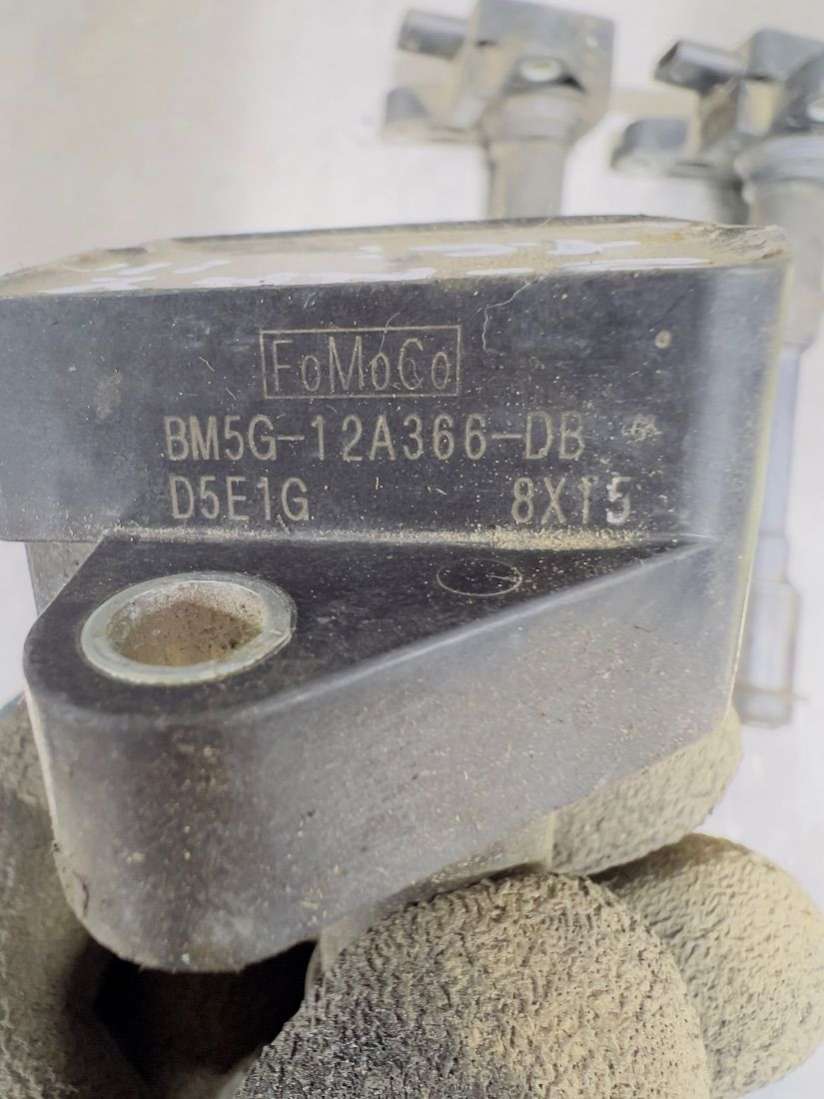 FoMoCo
BM5G-12A366-DB
D5E1G 8X15